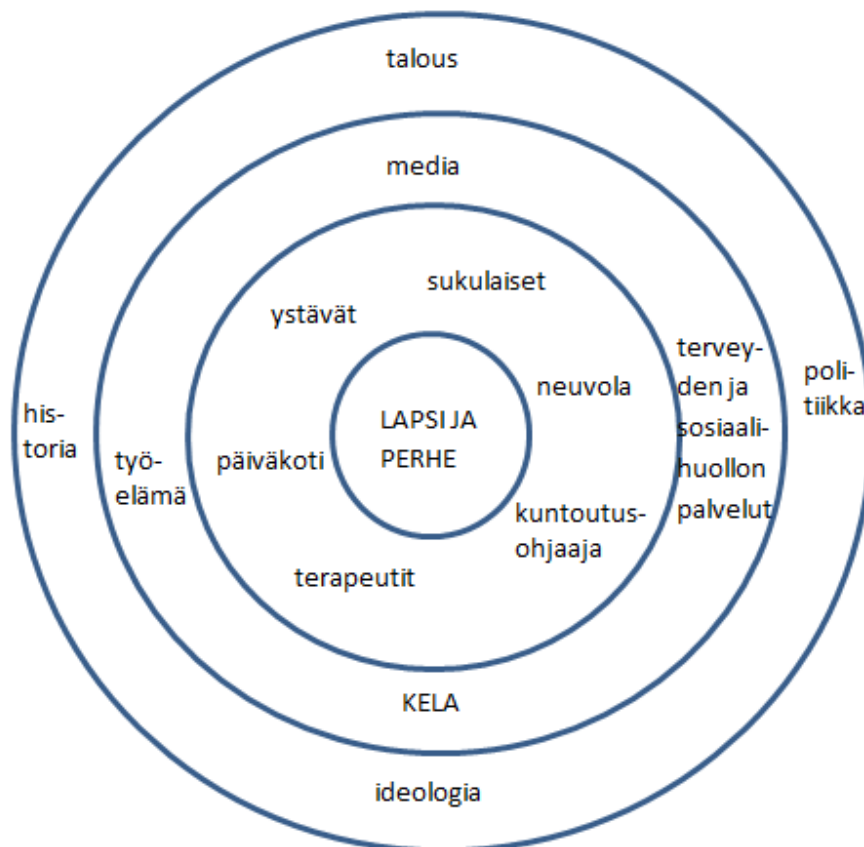 talous
media
sukulaiset
ystävät
neuvola
tervey-
den ja
sosiaali-
huollon
palvelut
poli-
tiikka
his-
toria
työ-
elämä
päiväkoti
LAPSI JA
PERHE
kuntoutus-
ohjaaja
terapeutit
KELA
ideologia